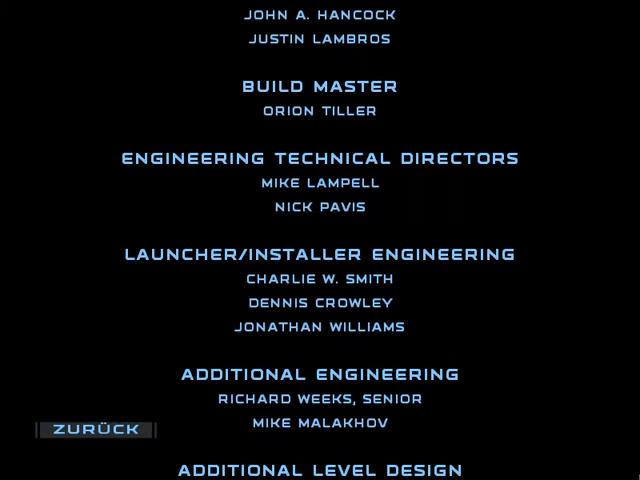 JOHN A. HANCOCK
JUSTIN LAMBROS
BUILD MASTER
ORION TILLER
ENGINEERING TECHNICAL DIRECTORS
MIKE LAMPELL
NICK PAVIS
LAUNCHER/INSTALLER ENGINEERING
CHARLIE W. SMITH
DENNIS CROWLEY
JONATHAN WILLIAMS
ADDITIONAL ENGINEERING
RICHARD WEEKS, SENIOR
MIKE MALAKHOV
ZURÜCK
ADDITIONAL LEVEL DESIGN